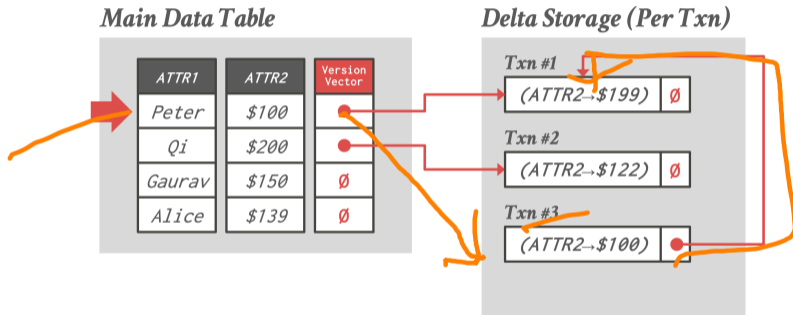 Main Data Table
ATTR1 ATTR2 Version Vector
Peter $100
Qi $200
Gaurav $150 Ø
Alice $139 Ø
Delta Storage (Per Txn)
Txn #1
(ATTR2→$199) Ø
Txn #2
(ATTR2→$122) Ø
Txn #3
(ATTR2→$100)